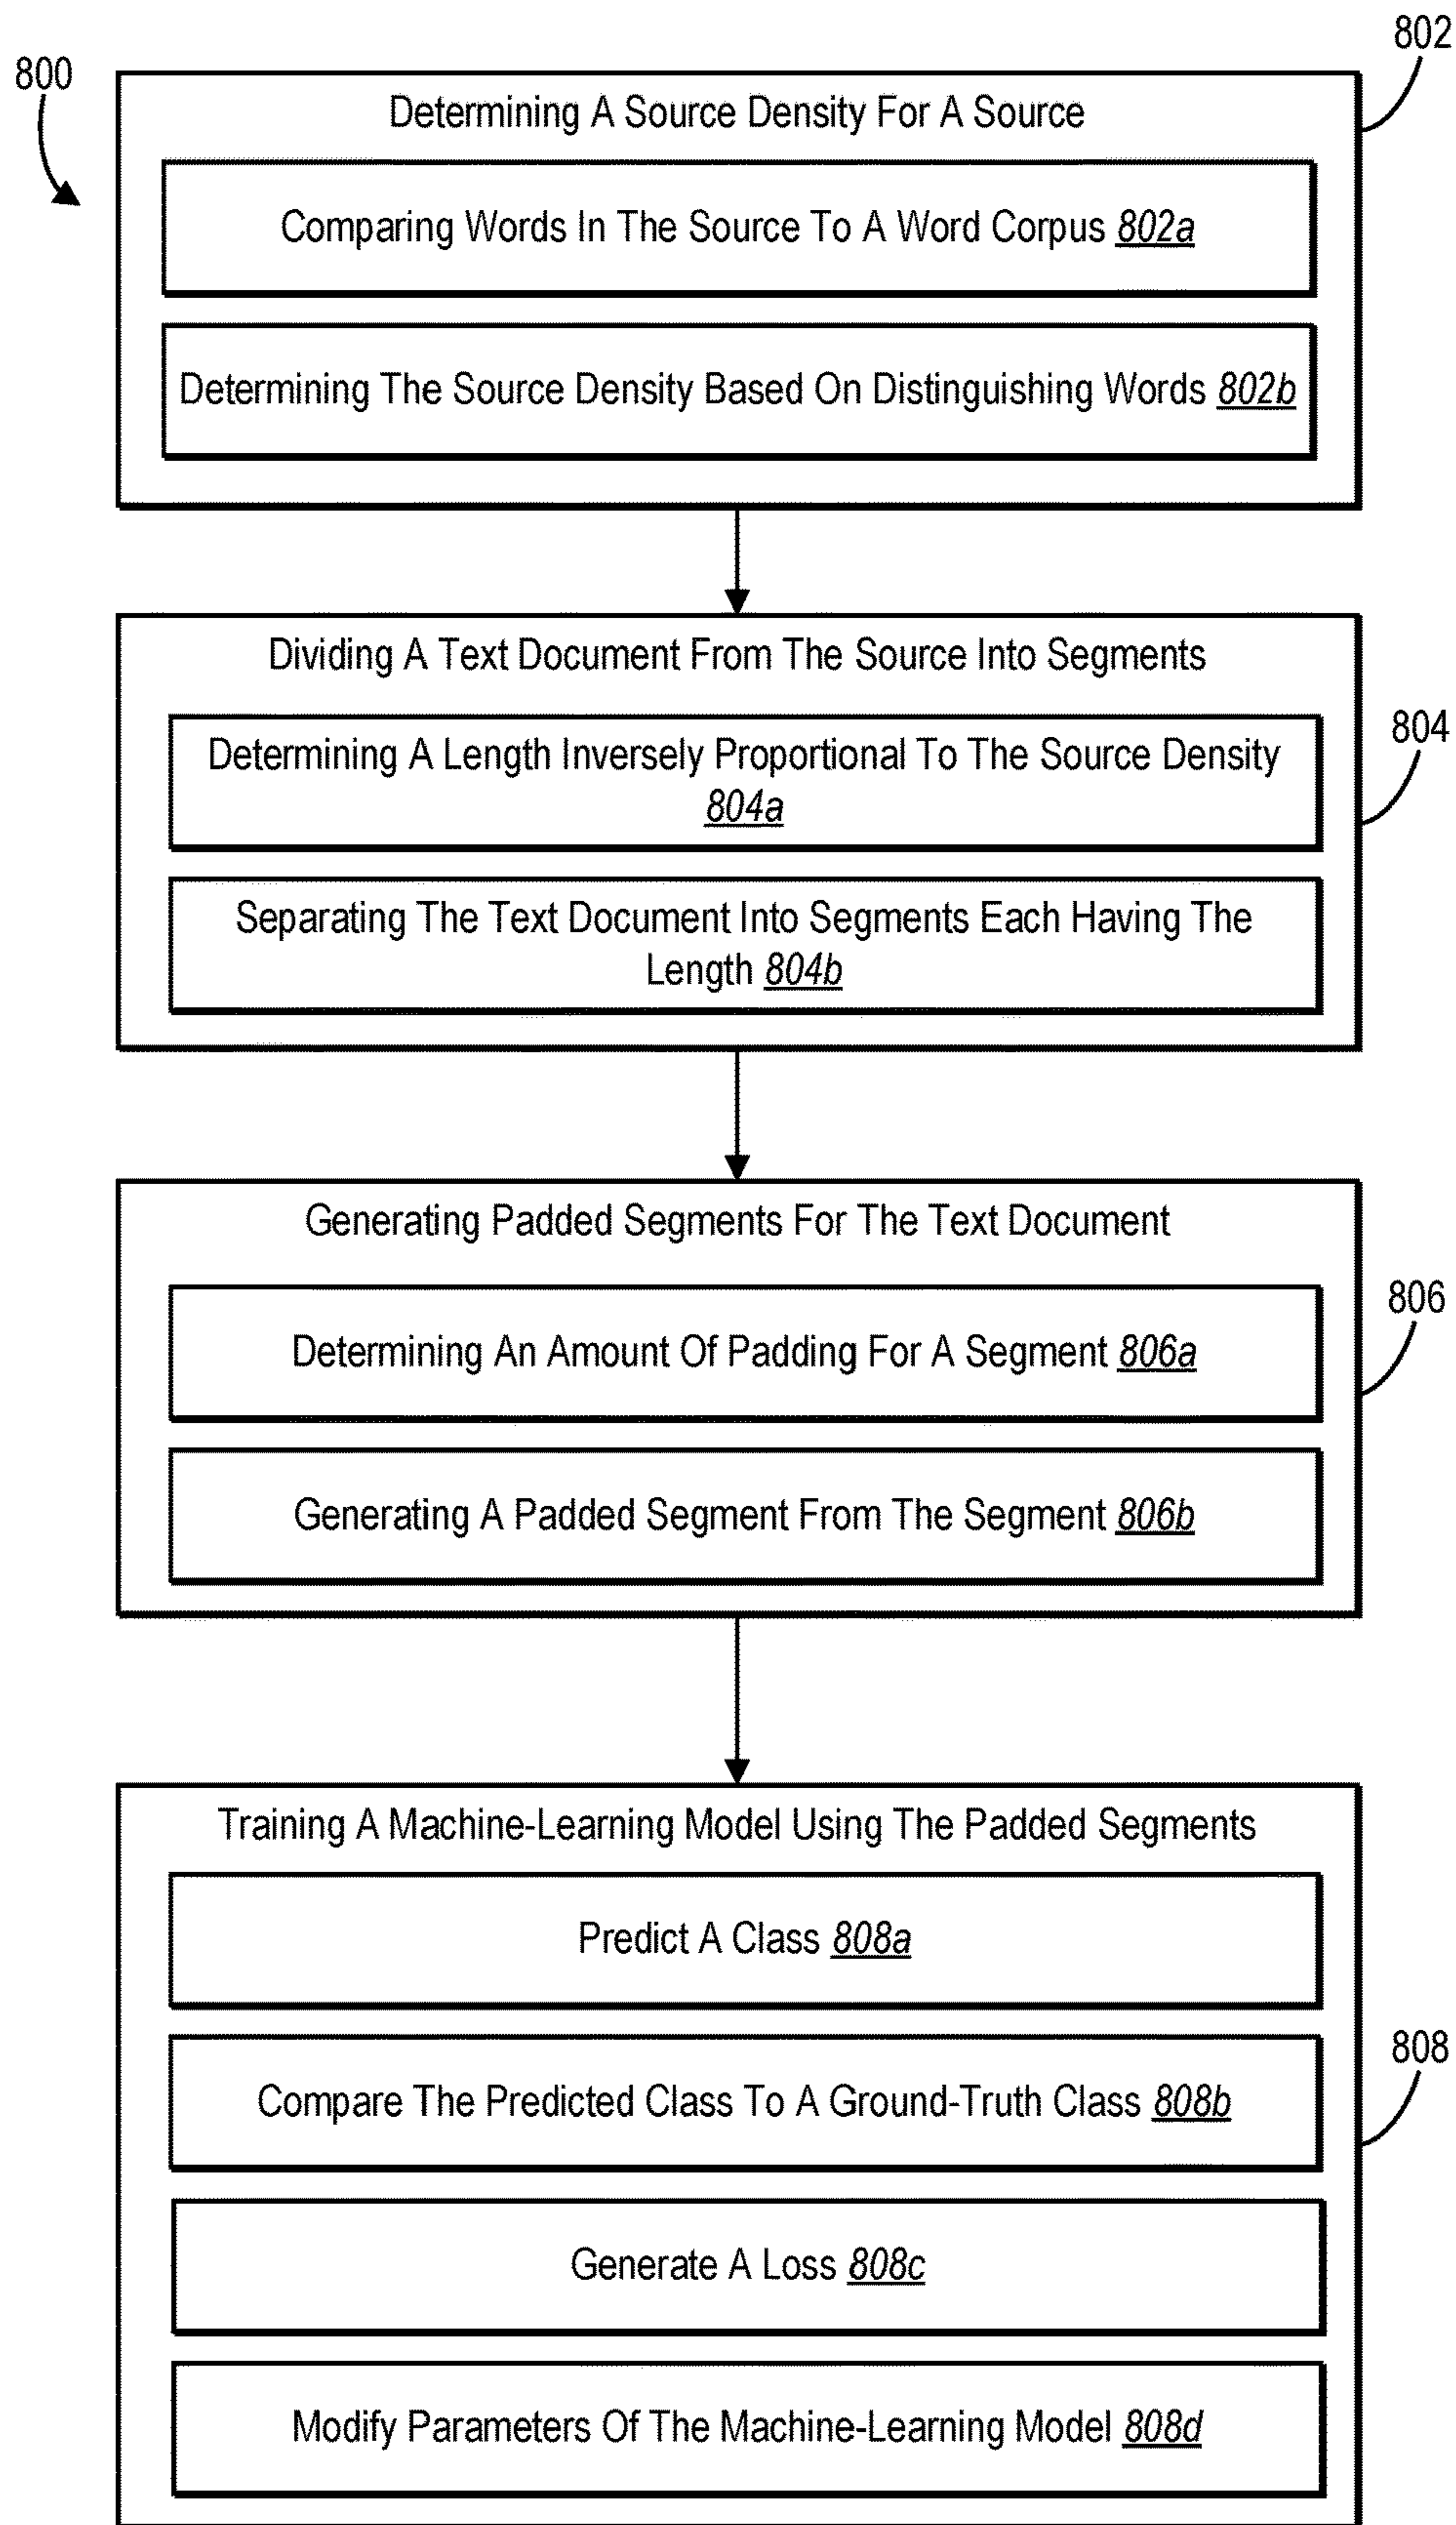 802
800
Determining A Source Density For A Source
Comparing Words In The Source To A Word Corpus 802a
Determining The Source Density Based On Distinguishing Words 802b
Dividing A Text Document From The Source Into Segments
804
Determining A Length Inversely Proportional To The Source Density
804a
Separating The Text Document Into Segments Each Having The
Length 804b
Generating Padded Segments For The Text Document
806
Determining An Amount Of Padding For A Segment 806a
Generating A Padded Segment From The Segment 806b
Training A Machine-Learning Model Using The Padded Segments
Predict A Class 808a
808
Compare The Predicted Class To A Ground-Truth Class 808b
Generate A Loss 808c
Modify Parameters Of The Machine-Learning Model 808d